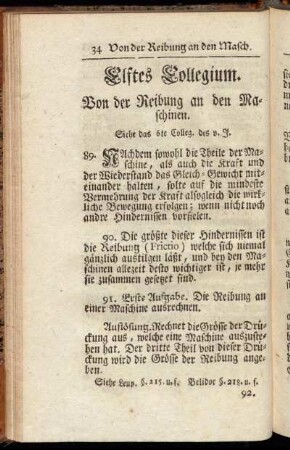 34 Von der Reibung an den Masch.
Elftes Collegium.
Von der Reibung an den Ma-
schinen.
Siehe das 6te Colleg. des v. J.
89. Nachdem sowohl die Theile der Ma-
schine, als auch die Kraft und
der Wiederstand das Gleich-Gewicht mit-
einander halten, solte auf die mindeste
Vermehrung der Kraft alsogleich die wirk-
liche Bewegung erfolgen; wenn nicht noch
andre Hindernissen vorfielen.
90. Die größte dieser Hindernissen ist
die Reibung (Frictio) welche sich niemal
gänzlich austilgen läßt, und bey den Ma-
schinen allezeit desto wichtiger ist, je mehr
sie zusammen gesetzet sind.
91. Erste Aufgabe. Die Reibung an
einer Maschine ausrechnen.
Auflösung. Rechnet die Grösse der Drü-
ckung aus, welche eine Maschine auszuste-
hen hat. Der dritte Theil von dieser Drü-
ckung wird die Grösse der Reibung ange-
ben.
Siehe Leup. §. 215. u. f. Belidor §. 218. u. f.
92.